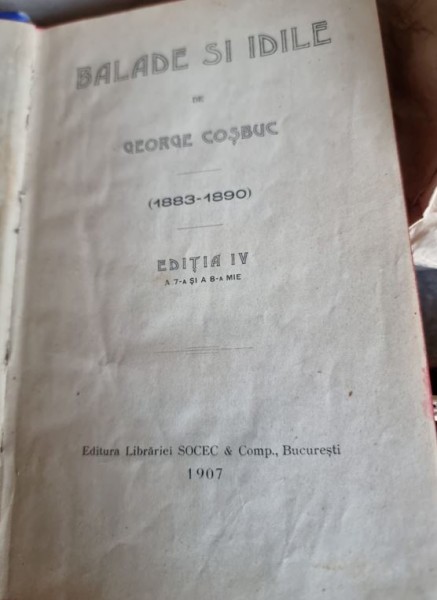 BALADE SI IDILE
DE
GEORGE COȘBUC
(1883-1890)
EDIȚIA IV
A 7-A ȘI A 8-A MIE
Editura Librăriei SOCEC & Comp., București
1907